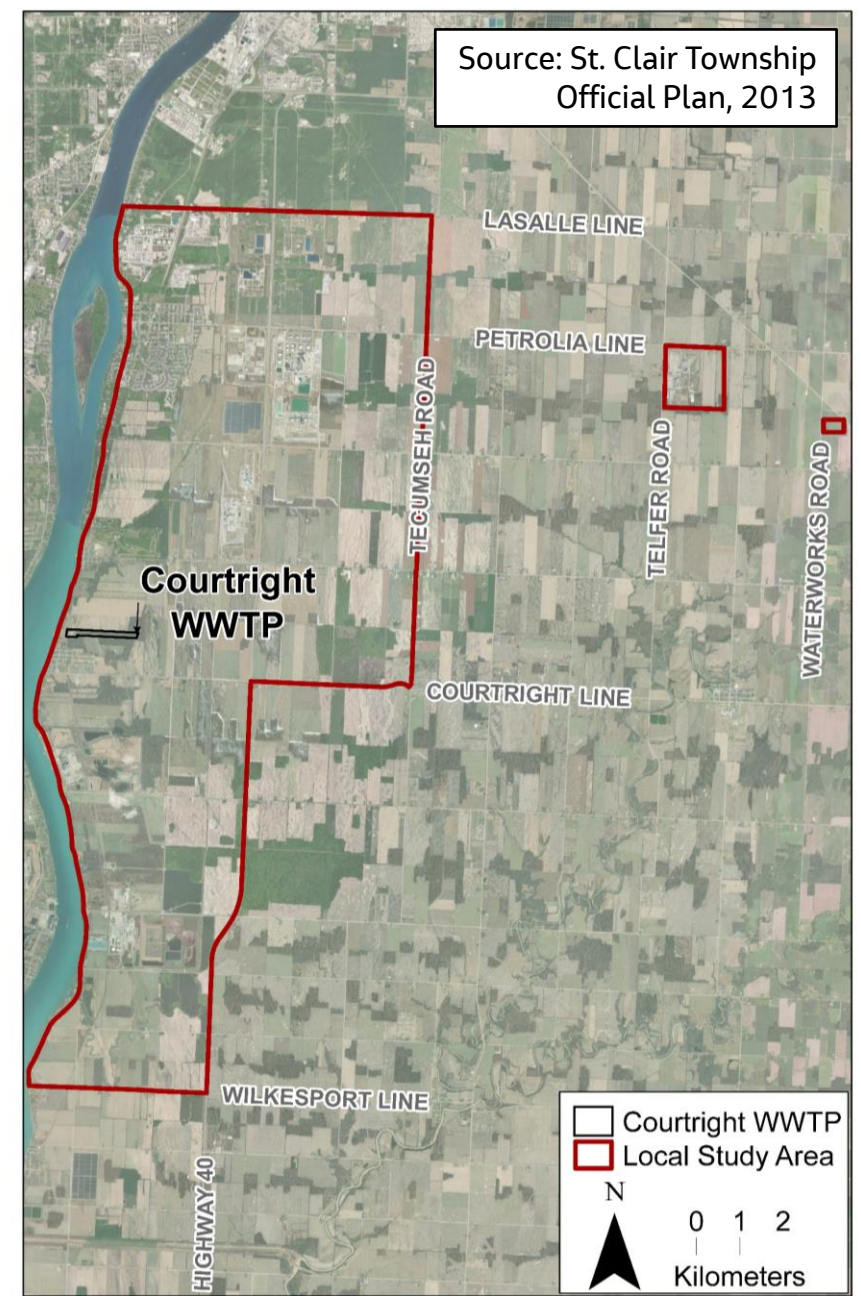 Source: St. Clair Township
Official Plan, 2013
LASALLE LINE
PETROLIA LINE
TECUMSEH ROAD
TELFER ROAD
WATERWORKS ROAD
Courtright
WWTP
COURTRIGHT LINE
WILKESPORT LINE
HIGHWAY 40
Courtright WWTP
Local Study Area
N
0 1 2
Kilometers